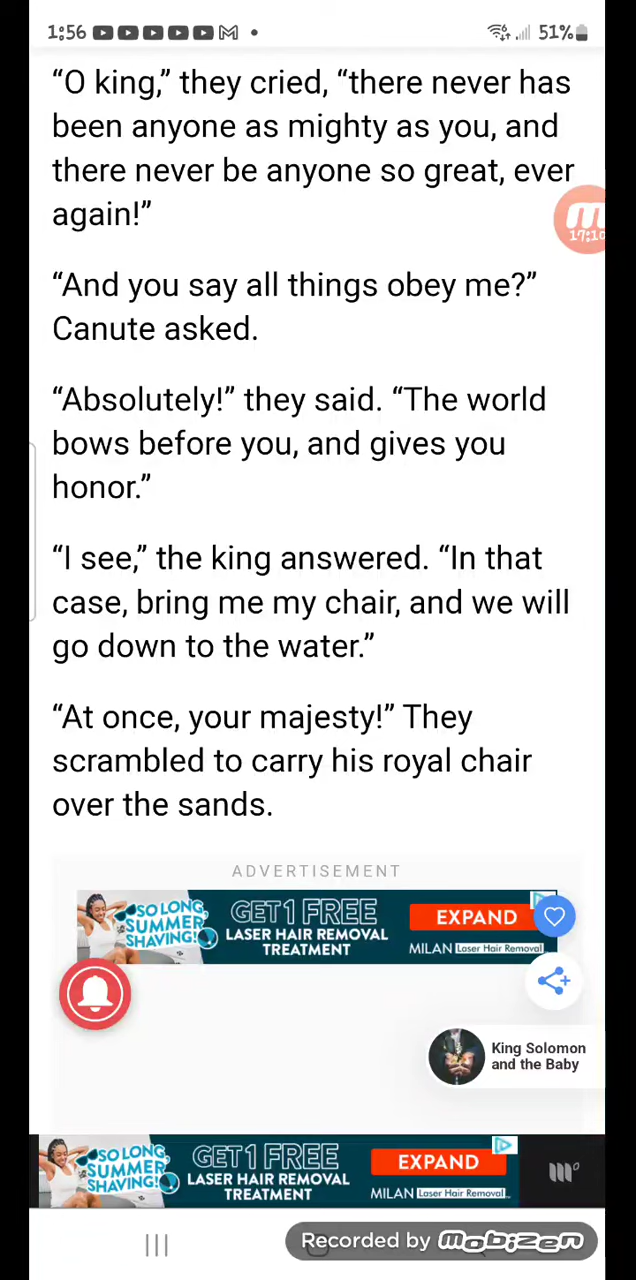 1:56
51%
“O king,” they cried, “there never has
been anyone as mighty as you, and
there never be anyone so great, ever
again!”
17:10
“And you say all things obey me?”
Canute asked.
“Absolutely!” they said. “The world
bows before you, and gives you
honor.”
“I see,” the king answered. “In that
case, bring me my chair, and we will
go down to the water.”
“At once, your majesty!” They
scrambled to carry his royal chair
over the sands.
ADVERTISEMENT
SO LONG,
SUMMER
SHAVING!
GET 1 FREE
LASER HAIR REMOVAL
TREATMENT
EXPAND
MILAN Laser Hair Removal
King Solomon
and the Baby
SO LONG,
SUMMER
SHAVING!
GET 1 FREE
LASER HAIR REMOVAL
TREATMENT
EXPAND
MILAN Laser Hair Removal
Recorded by mobizen